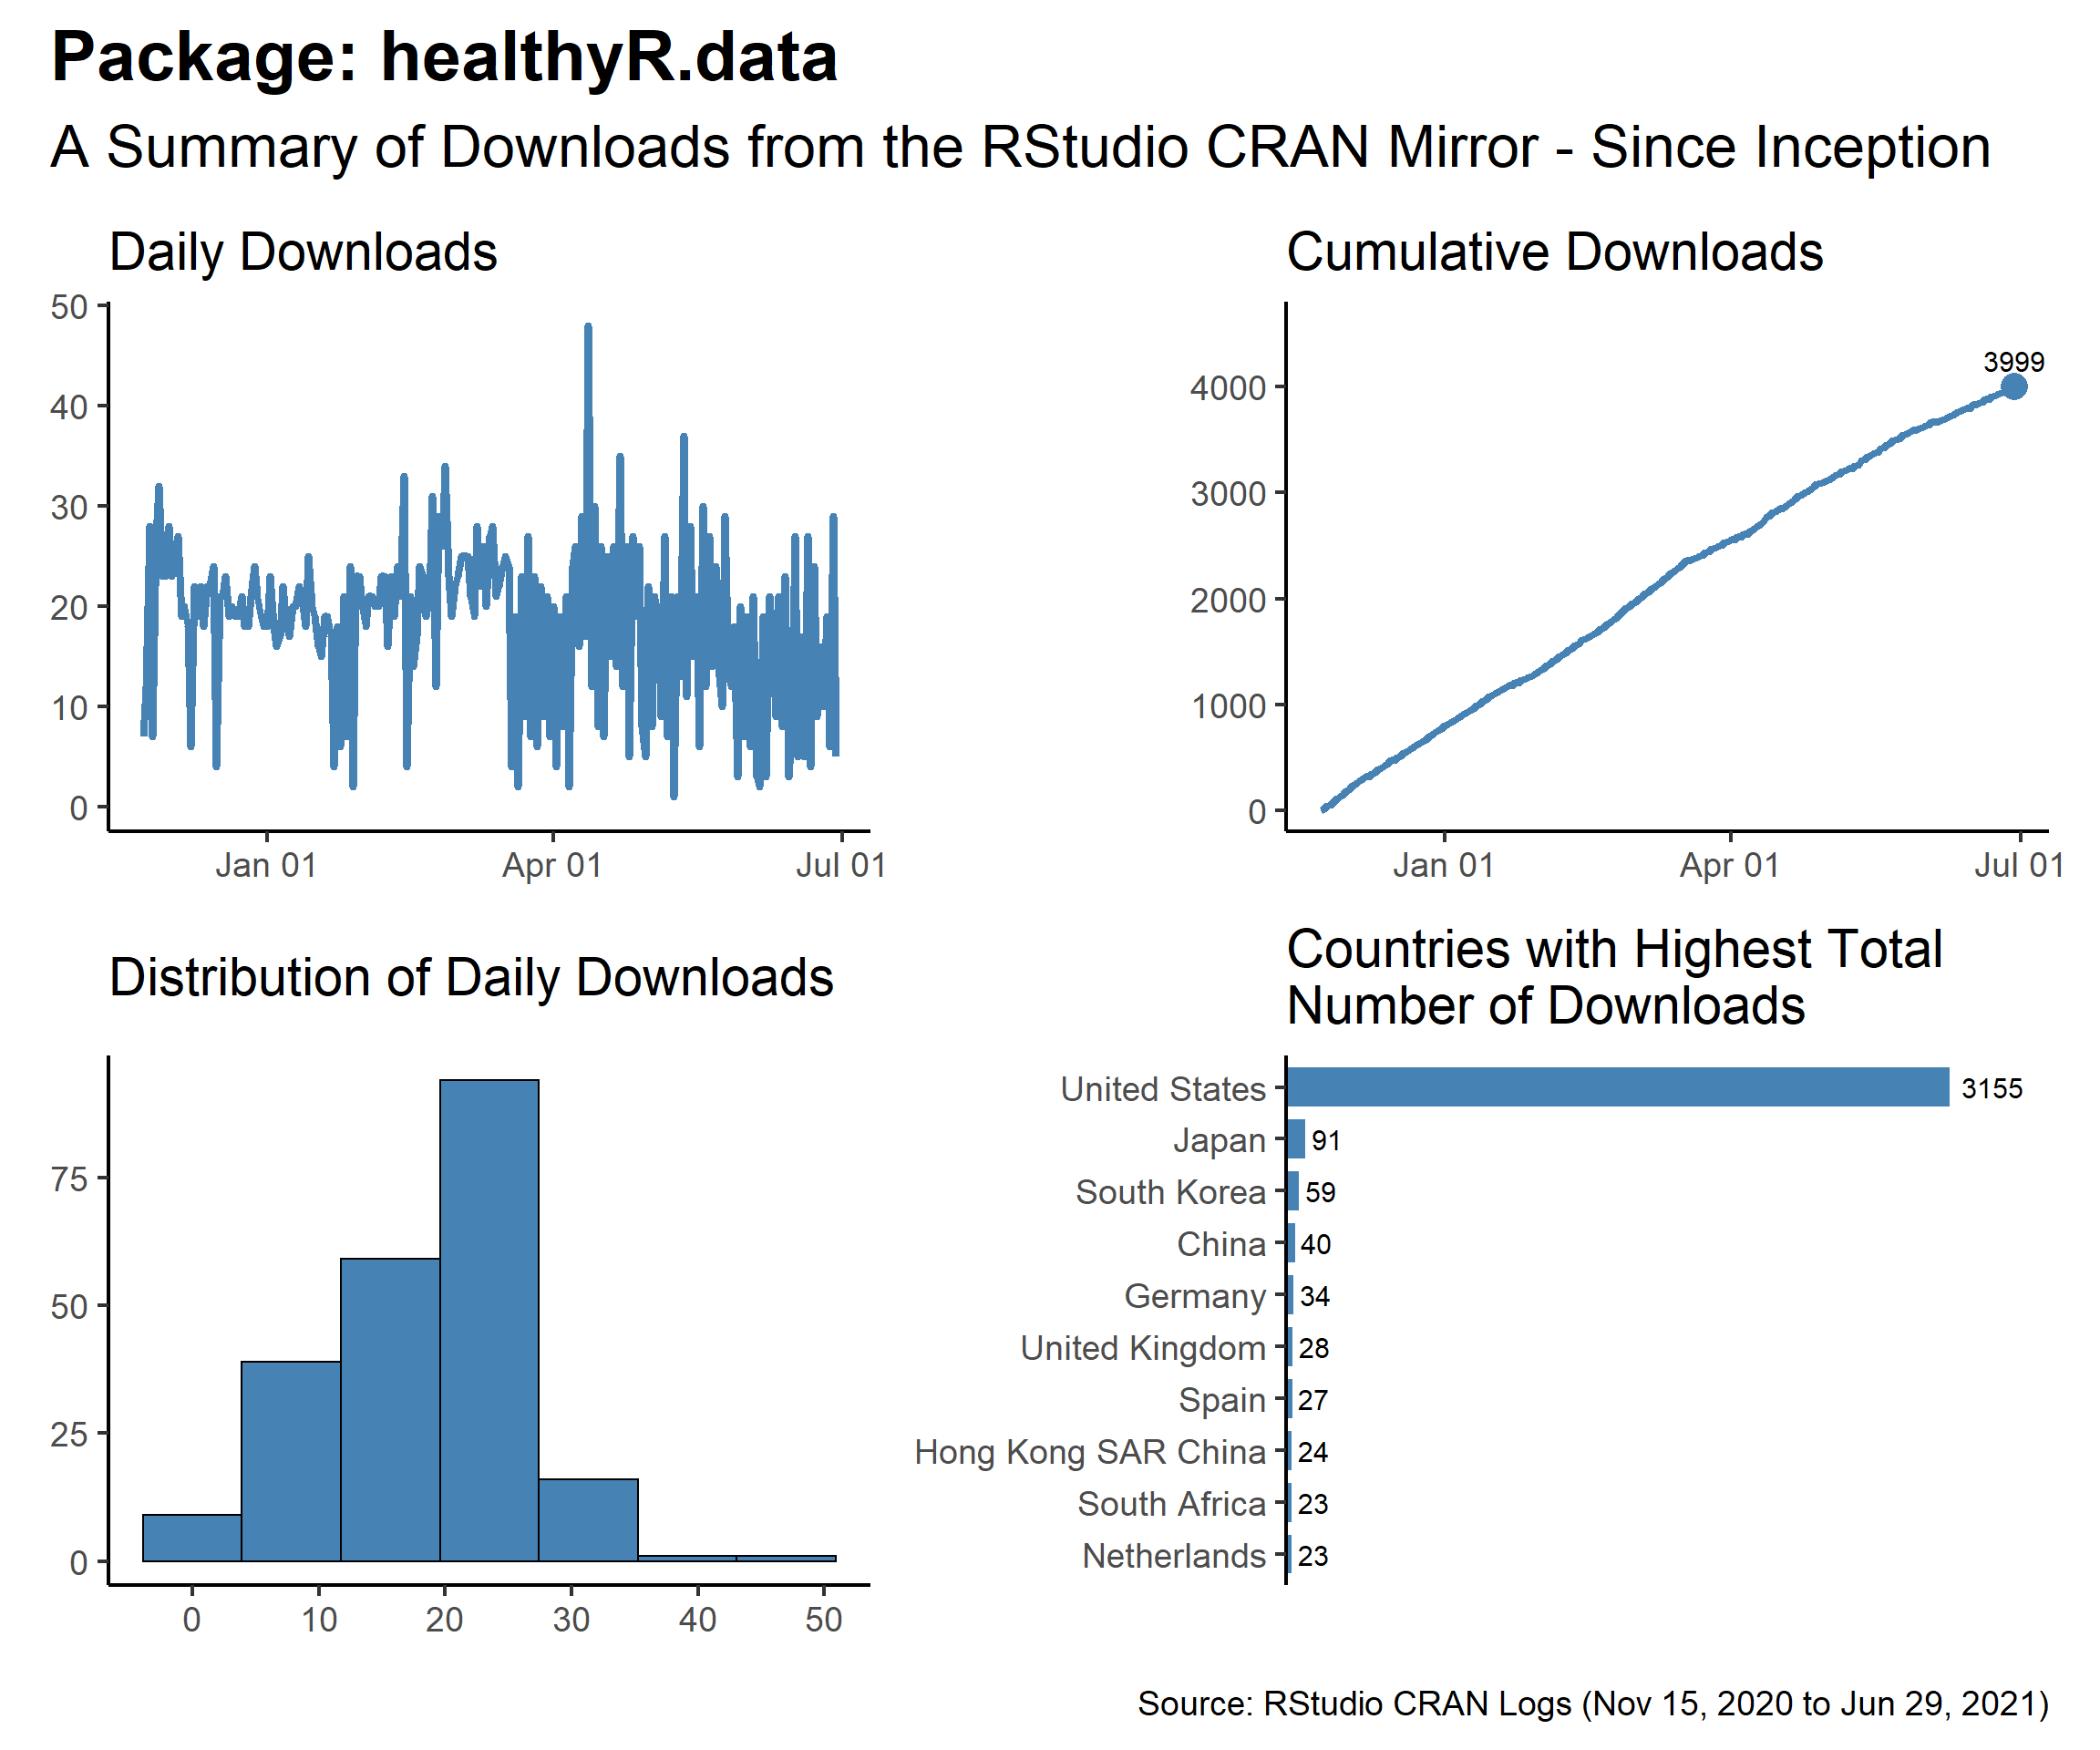 Package: healthyR.data
A Summary of Downloads from the RStudio CRAN Mirror - Since Inception
Daily Downloads
50
40
30
20
10
0
Jan 01 Apr 01 Jul 01
Cumulative Downloads
3999
4000
3000
2000
1000
0
Jan 01 Apr 01 Jul 01
Distribution of Daily Downloads
75
50
25
0
0 10 20 30 40 50
Countries with Highest Total
Number of Downloads
United States 3155
Japan 91
South Korea 59
China 40
Germany 34
United Kingdom 28
Spain 27
Hong Kong SAR China 24
South Africa 23
Netherlands 23
Source: RStudio CRAN Logs (Nov 15, 2020 to Jun 29, 2021)